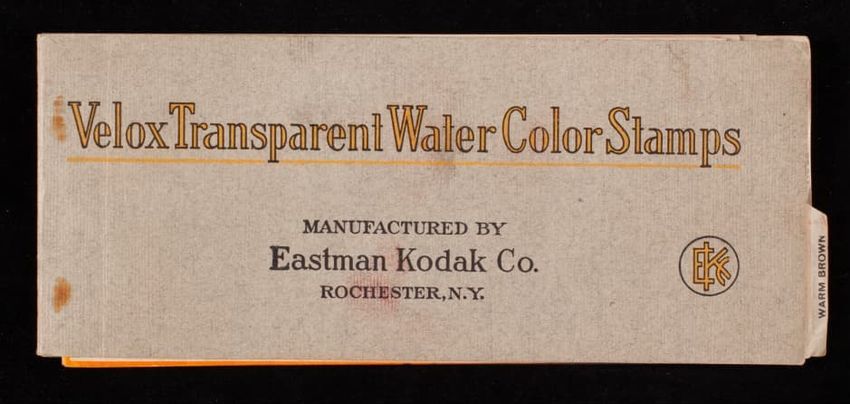 Velox Transparent Water Color Stamps
MANUFACTURED BY
Eastman Kodak Co.
ROCHESTER, N.Y.
EKC
WARM BROWN